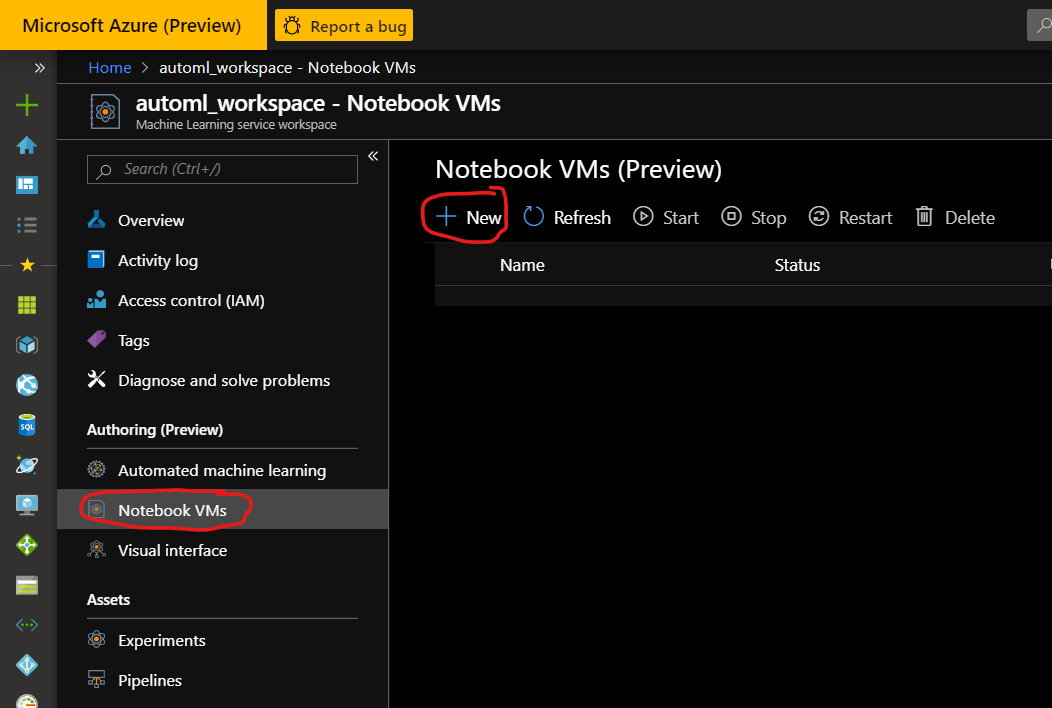 Microsoft Azure (Preview)
Report a bug
Home > automl_workspace - Notebook VMs
automl_workspace - Notebook VMs
Machine Learning service workspace
Search (Ctrl+/)
Overview
Activity log
Access control (IAM)
Tags
Diagnose and solve problems
Authoring (Preview)
Automated machine learning
Notebook VMs
Visual interface
Assets
Experiments
Pipelines
SQL
Notebook VMs (Preview)
New Refresh Start Stop Restart Delete
Name Status